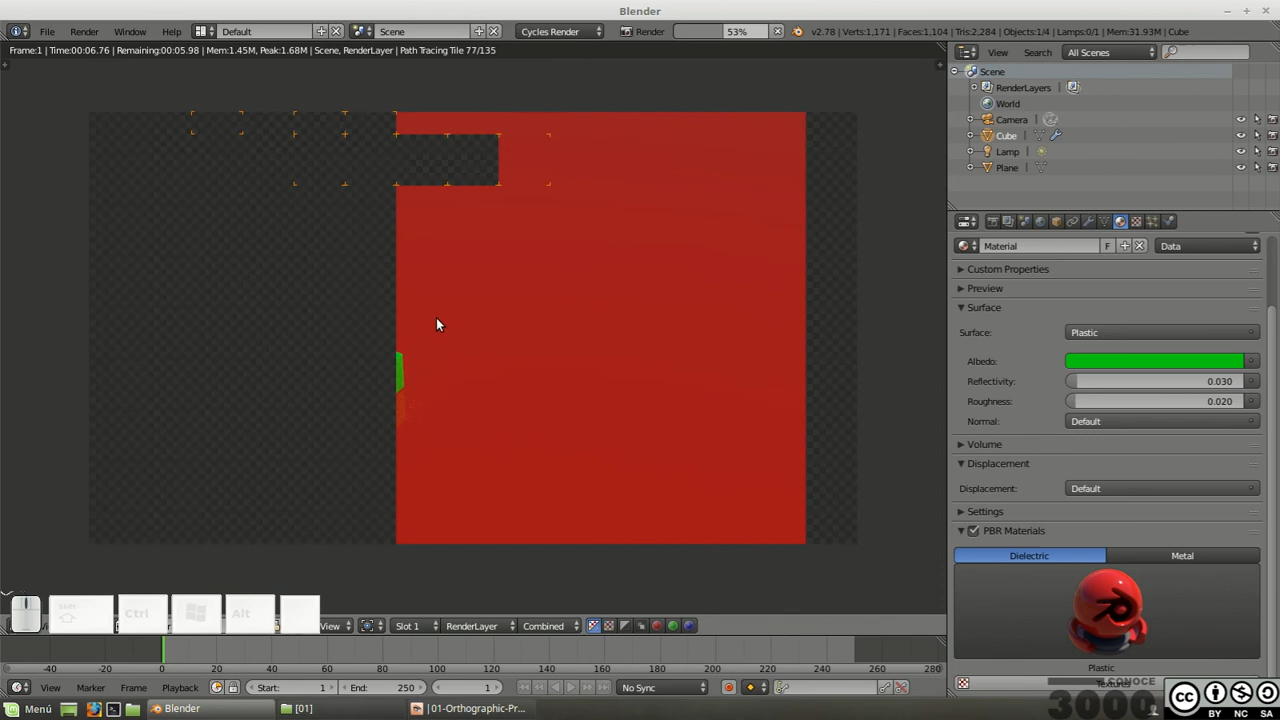 Blender
File Render Window Help Default Scene Cycles Render Render 53% v2.78 | Verts:1,171 | Faces:1,104 | Tris:2,284 | Objects:1/4 | Lamps:0/1 | Mem:31.93M | Cube
Frame:1 | Time:00:06.76 | Remaining:00:05.98 | Mem:1.45M, Peak:1.68M | Scene, RenderLayer | Path Tracing Tile 77/135
View Search All Scenes
Scene
RenderLayers
World
Camera
Cube
Lamp
Plane
Material F Data
Custom Properties
Preview
Surface
Surface: Plastic
Albedo:
Reflectivity: 0.030
Roughness: 0.020
Normal: Default
Volume
Displacement
Displacement: Default
Settings
PBR Materials
Dielectric Metal
Plastic
Textures
Shift Ctrl Alt
View Slot 1 RenderLayer Combined
-40 -20 0 20 40 60 80 100 120 140 160 180 200 220 240 260 280
View Marker Frame Playback Start: 1 End: 250 1 No Sync
Menú Blender [01] 01-Orthographic-Pr...
CONOCE
3000
CC BY NC SA